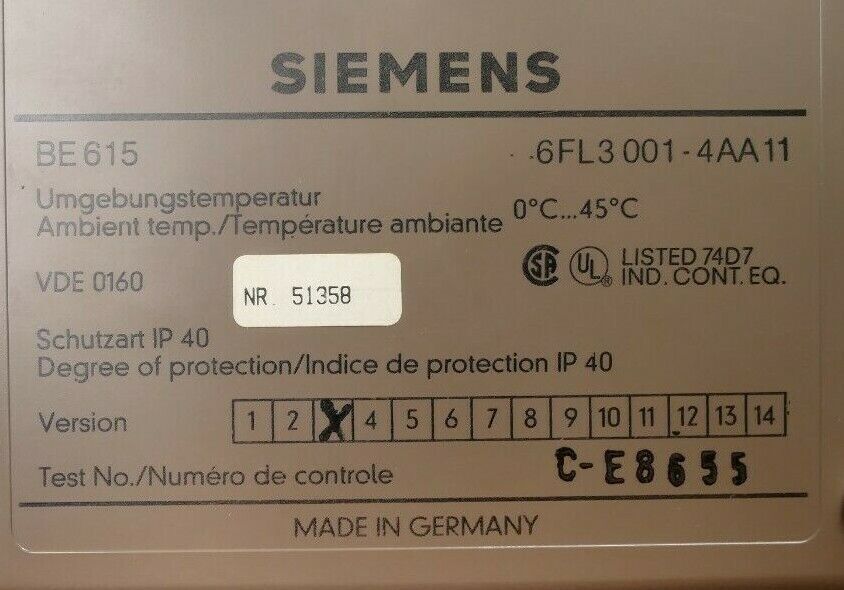 SIEMENS
BE 615 6FL3 001-4AA11
Umgebungstemperatur
Ambient temp./Température ambiante 0°C...45°C
VDE 0160 NR. 51358 SA UL® LISTED 74D7
IND. CONT. EQ.
Schutzart IP 40
Degree of protection/Indice de protection IP 40
Version 1 2 X 4 5 6 7 8 9 10 11 12 13 14
Test No./Numéro de controle C-E8655
MADE IN GERMANY